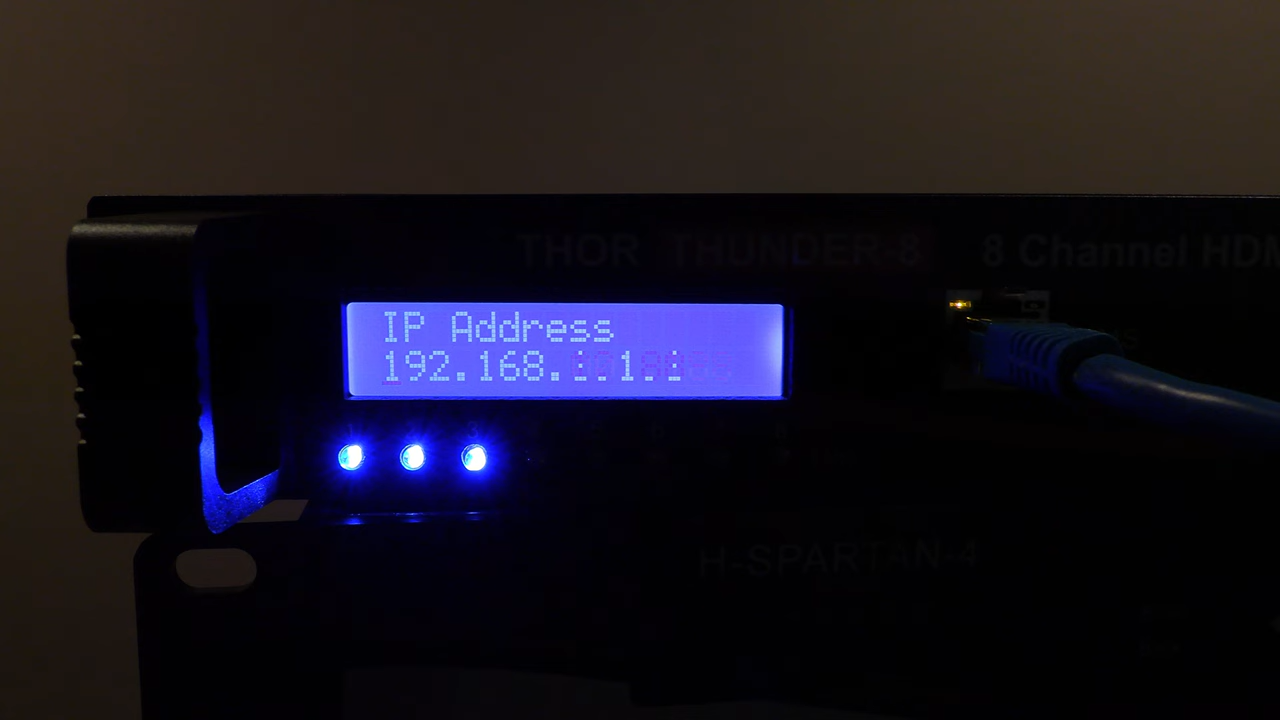 THOR THUNDER-8 8 Channel HDM
IP Address
192.168.
H-SPARTAN-4